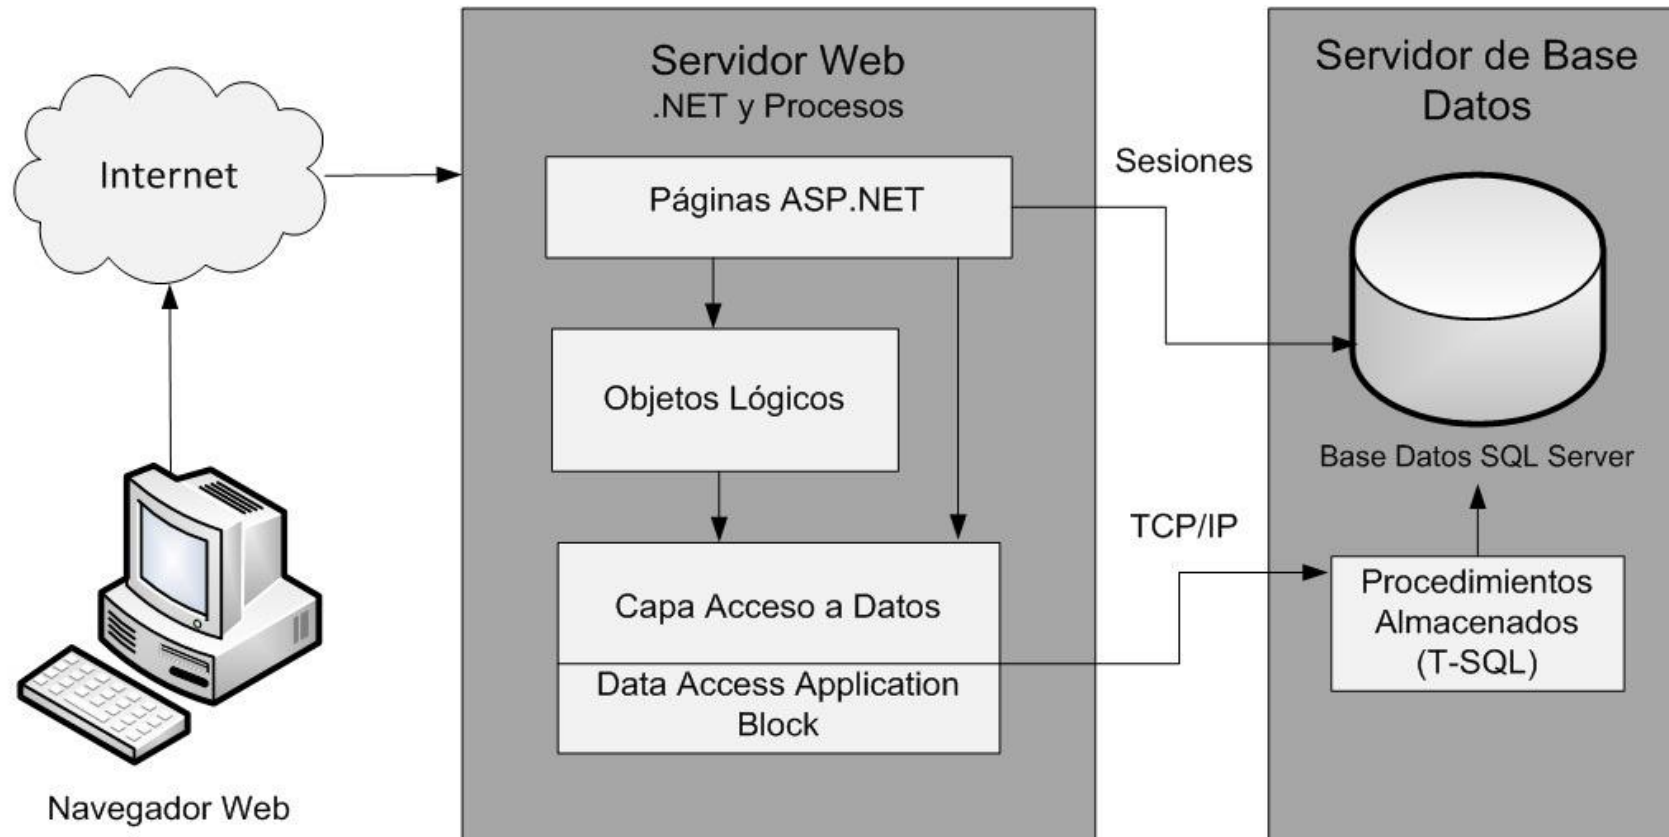 Internet
Navegador Web
Servidor Web
.NET y Procesos
Páginas ASP.NET
Objetos Lógicos
Capa Acceso a Datos
Data Access Application
Block
Sesiones
TCP/IP
Servidor de Base
Datos
Base Datos SQL Server
Procedimientos
Almacenados
(T-SQL)